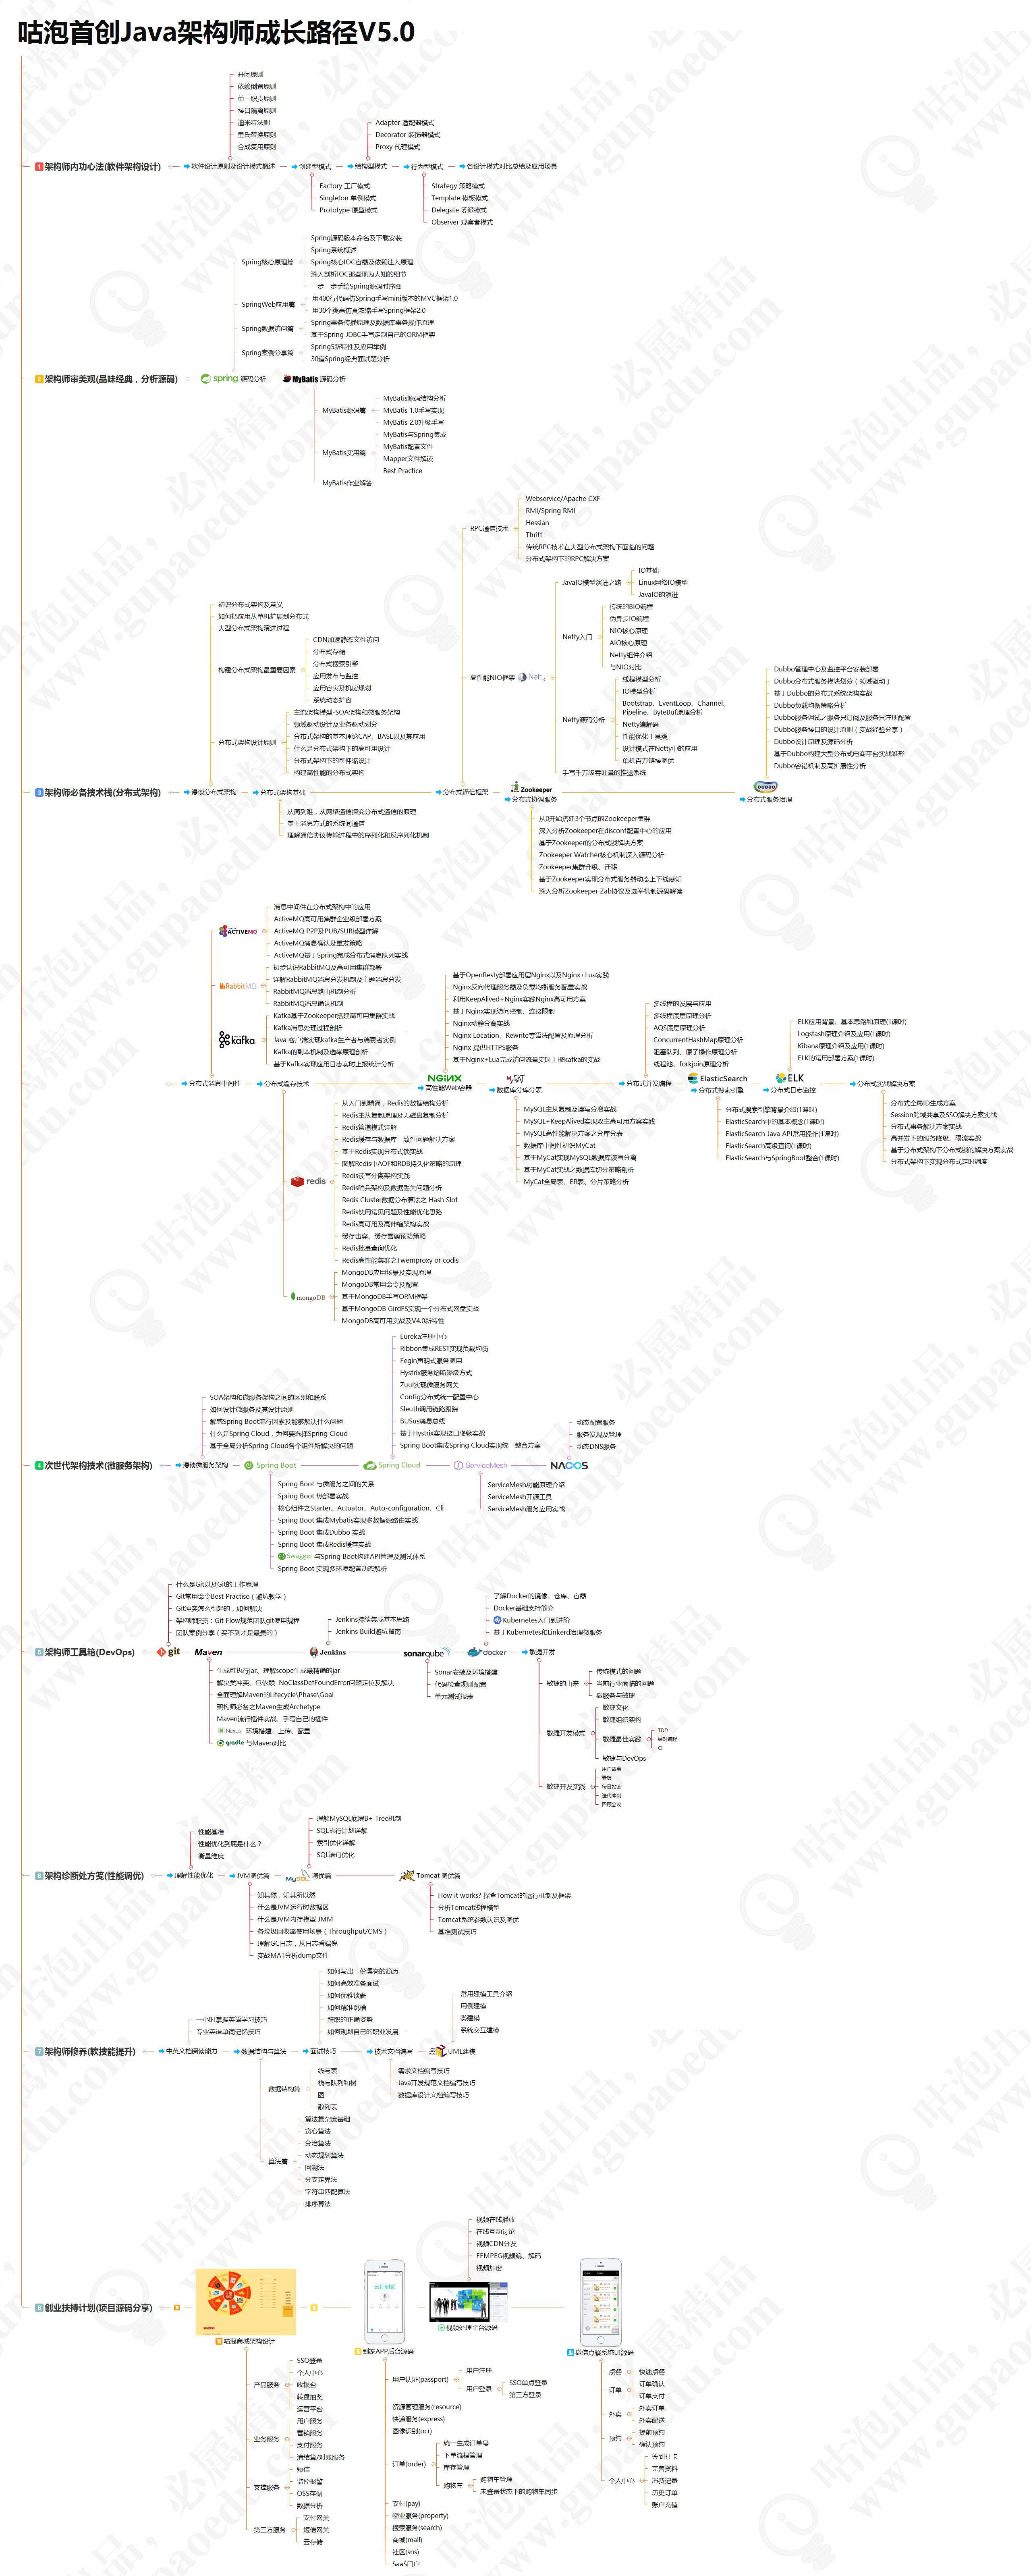 咕泡首创Java架构师成长路径V5.0
开闭原则
依赖倒置原则
单一职责原则
接口隔离原则
迪米特法则
里氏替换原则
合成复用原则
Adapter 适配器模式
Decorator 装饰器模式
Proxy 代理模式
1 架构师内功心法(软件架构设计)
软件设计原则及设计模式概述
创建型模式
结构型模式
行为型模式
各设计模式对比总结及应用场景
Factory 工厂模式
Singleton 单例模式
Prototype 原型模式
Strategy 策略模式
Template 模板模式
Delegate 委派模式
Observer 观察者模式
Spring核心原理篇
Spring源码版本命名及下载安装
Spring系统概述
Spring核心IOC容器及依赖注入原理
深入剖析IOC那些现为人知的细节
一步一步手绘Spring源码时序图
SpringWeb应用篇
用400行代码仿Spring手写mini版本的MVC框架1.0
用30个类高仿真浓缩手写Spring框架2.0
Spring数据访问篇
Spring事务传播原理及数据库事务操作原理
基于Spring JDBC手写定制自己的ORM框架
Spring案例分享篇
Spring5新特性及应用举例
30道Spring经典面试题分析
2 架构师审美观(品味经典，分析源码)
spring 源码分析
MyBatis 源码分析
MyBatis源码篇
MyBatis源码结构分析
MyBatis 1.0手写实现
MyBatis 2.0升级手写
MyBatis实用篇
MyBatis与Spring集成
MyBatis配置文件
Mapper文件解读
Best Practice
MyBatis作业解答
RPC通信技术
Webservice/Apache CXF
RMI/Spring RMI
Hessian
Thrift
传统RPC技术在大型分布式架构下面临的问题
分布式架构下的RPC解决方案
高性能NIO框架 Netty
JavaIO模型演进之路
IO基础
Linux网络IO模型
JavaIO的演进
Netty入门
传统的BIO编程
伪异步IO编程
NIO核心原理
AIO核心原理
Netty组件介绍
与NIO对比
Netty源码分析
线程模型分析
IO模型分析
Bootstrap、EventLoop、Channel、
Pipeline、ByteBuf原理分析
Netty编解码
性能优化工具类
设计模式在Netty中的应用
单机百万链接调优
手写千万级吞吐量的推送系统
初识分布式架构及意义
如何把应用从单机扩展到分布式
大型分布式架构演进过程
构建分布式架构最重要因素
CDN加速静态文件访问
分布式存储
分布式搜索引擎
应用发布与监控
应用容灾及机房规划
系统动态扩容
分布式架构设计原则
主流架构模型-SOA架构和微服务架构
领域驱动设计及业务驱动划分
分布式架构的基本理论CAP、BASE以及其应用
什么是分布式架构下的高可用设计
分布式架构下的可伸缩设计
构建高性能的分布式架构
Dubbo管理中心及监控平台安装部署
Dubbo分布式服务模块划分（领域驱动）
基于Dubbo的分布式系统架构实战
Dubbo负载均衡策略分析
Dubbo服务调试之服务只订阅及服务只注册配置
Dubbo服务接口的设计原则（实战经验分享）
Dubbo设计原理及源码分析
基于Dubbo构建大型分布式电商平台实战雏形
Dubbo容错机制及高扩展性分析
3 架构师必备技术栈(分布式架构)
漫谈分布式架构
分布式架构基础
分布式通信框架
Zookeeper
分布式协调服务
DUBBO
分布式服务治理
从简到难，从网络通信探究分布式通信的原理
基于消息方式的系统间通信
理解通信协议传输过程中的序列化和反序列化机制
从0开始搭建3个节点的Zookeeper集群
深入分析Zookeeper在disconf配置中心的应用
基于Zookeeper的分布式锁解决方案
Zookeeper Watcher核心机制深入源码分析
Zookeeper集群升级、迁移
基于Zookeeper实现分布式服务器动态上下线感知
深入分析Zookeeper Zab协议及选举机制源码解读
ACTIVEMQ
消息中间件在分布式架构中的应用
ActiveMQ高可用集群企业级部署方案
ActiveMQ P2P及PUB/SUB模型详解
ActiveMQ消息确认及重发策略
ActiveMQ基于Spring完成分布式消息队列实战
RabbitMQ
初步认识RabbitMQ及高可用集群部署
详解RabbitMQ消息分发机制及主题消息分发
RabbitMQ消息路由机制分析
RabbitMQ消息确认机制
kafka
Kafka基于Zookeeper搭建高可用集群实战
Kafka消息处理过程剖析
Java 客户端实现kafka生产者与消费者实例
Kafka的副本机制及选举原理剖析
基于Kafka实现应用日志实时上报统计分析
基于OpenResty部署应用层Nginx以及Nginx+Lua实践
Nginx反向代理服务器及负载均衡服务配置实战
利用KeepAlived+Nginx实践Nginx高可用方案
基于Nginx实现访问控制、连接限制
Nginx动静分离实战
Nginx Location、Rewrite等语法配置及原理分析
Nginx 提供HTTPS服务
基于Nginx+Lua完成访问流量实时上报kafka的实战
多线程的发展与应用
多线程底层原理分析
AQS底层原理分析
ConcurrentHashMap原理分析
阻塞队列、原子操作原理分析
线程池、forkjoin原理分析
ELK应用背景、基本思路和原理(1课时)
Logstash原理介绍及应用(1课时)
Kibana原理介绍及应用(1课时)
ELK的常用部署方案(1课时)
分布式消息中间件
分布式缓存技术
NGINX
高性能Web容器
数据库分库分表
分布式并发编程
ElasticSearch
分布式搜索引擎
ELK
分布式日志监控
分布式实战解决方案
redis
从入门到精通，Redis的数据结构分析
Redis主从复制原理及无磁盘复制分析
Redis管道模式详解
Redis缓存与数据库一致性问题解决方案
基于Redis实现分布式锁实战
图解Redis中AOF和RDB持久化策略的原理
Redis读写分离架构实践
Redis哨兵架构及数据丢失问题分析
Redis Cluster数据分布算法之 Hash Slot
Redis使用常见问题及性能优化思路
Redis高可用及高伸缩架构实战
缓存击穿、缓存雪崩预防策略
Redis批量查询优化
Redis高性能集群之Twemproxy or codis
mongoDB
MongoDB应用场景及实现原理
MongoDB常用命令及配置
基于MongoDB手写ORM框架
基于MongoDB GirdFS实现一个分布式网盘实战
MongoDB高可用实战及V4.0新特性
MySQL主从复制及读写分离实战
MySQL+KeepAlived实现双主高可用方案实践
MySQL高性能解决方案之分库分表
数据库中间件初识MyCat
基于MyCat实现MySQL数据库读写分离
基于MyCat实战之数据库切分策略剖析
MyCat全局表、ER表、分片策略分析
分布式搜索引擎背景介绍(1课时)
ElasticSearch中的基本概念(1课时)
ElasticSearch Java API常用操作(1课时)
ElasticSearch高级查询(1课时)
ElasticSearch与SpringBoot整合(1课时)
分布式全局ID生成方案
Session跨域共享及SSO解决方案实战
分布式事务解决方案实战
高并发下的服务降级、限流实战
基于分布式架构下分布式锁的解决方案实战
分布式架构下实现分布式定时调度
SOA架构和微服务架构之间的区别和联系
如何设计微服务及其设计原则
解惑Spring Boot流行因素及能够解决什么问题
什么是Spring Cloud，为何要选择Spring Cloud
基于全局分析Spring Cloud各个组件所解决的问题
Eureka注册中心
Ribbon集成REST实现负载均衡
Fegin声明式服务调用
Hystrix服务熔断降级方式
Zuul实现微服务网关
Config分布式统一配置中心
Sleuth调用链路跟踪
BUSus消息总线
基于Hystrix实现接口降级实战
Spring Boot集成Spring Cloud实现统一整合方案
动态配置服务
服务发现及管理
动态DNS服务
4 次世代架构技术(微服务架构)
漫谈微服务架构
Spring Boot
Spring Cloud
ServiceMesh
NACOS
Spring Boot 与微服务之间的关系
Spring Boot 热部署实战
核心组件之Starter、Actuator、Auto-configuration、Cli
Spring Boot 集成Mybatis实现多数据源路由实战
Spring Boot 集成Dubbo 实战
Spring Boot 集成Redis缓存实战
Swagger 与Spring Boot构建API管理及测试体系
Spring Boot 实现多环境配置动态解析
ServiceMesh功能原理介绍
ServiceMesh开源工具
ServiceMesh服务应用实战
什么是Git以及Git的工作原理
Git常用命令Best Practise（避坑教学）
Git冲突怎么引起的，如何解决
架构师职责：Git Flow规范团队git使用规程
团队案例分享（买不到才是最贵的）
Jenkins持续集成基本思路
Jenkins Build避坑指南
了解Docker的镜像、仓库、容器
Docker基础支持简介
Kubernetes入门到进阶
基于Kubernetes和Linkerd治理微服务
5 架构师工具箱(DevOps)
git
Maven
Jenkins
sonarqube
docker
敏捷开发
生成可执行jar，理解scope生成最精确的jar
解决类冲突、包依赖 NoClassDefFoundError问题定位及解决
全面理解Maven的Lifecycle\Phase\Goal
架构师必备之Maven生成Archetype
Maven流行插件实战、手写自己的插件
Nexus 环境搭建、上传、配置
gradle 与Maven对比
Sonar安装及环境搭建
代码检查规则配置
单元测试报表
敏捷的由来
传统模式的问题
当前行业面临的问题
微服务与敏捷
敏捷开发模式
敏捷文化
敏捷组织架构
敏捷最佳实践
TDD
结对编程
CI
敏捷与DevOps
敏捷开发实践
用户故事
看板
每日站会
迭代冲刺
回顾会议
性能基准
性能优化到底是什么？
衡量维度
理解MySQL底层B+ Tree机制
SQL执行计划详解
索引优化详解
SQL语句优化
6 架构诊断处方笺(性能调优)
理解性能优化
JVM调优篇
MySQL 调优篇
Tomcat 调优篇
知其然，知其所以然
什么是JVM运行时数据区
什么是JVM内存模型 JMM
各垃圾回收器使用场景（Throughput/CMS）
理解GC日志，从日志看端倪
实战MAT分析dump文件
How it works? 探查Tomcat的运行机制及框架
分析Tomcat线程模型
Tomcat系统参数认识及调优
基准测试技巧
一小时掌握英语学习技巧
专业英语单词记忆技巧
如何写出一份漂亮的简历
如何高效准备面试
如何优雅谈薪
如何精准跳槽
辞职的正确姿势
如何规划自己的职业发展
常用建模工具介绍
用例建模
类建模
系统交互建模
7 架构师修养(软技能提升)
中英文档阅读能力
数据结构与算法
面试技巧
技术文档编写
UML建模
数据结构篇
线与表
栈与队列和树
图
散列表
算法篇
算法复杂度基础
贪心算法
分治算法
动态规划算法
回溯法
分支定界法
字符串匹配算法
排序算法
需求文档编写技巧
Java开发规范文档编写技巧
数据库设计文档编写技巧
视频在线播放
在线互动讨论
视频CDN分发
FFMPEG视频编、解码
视频加密
8 创业扶持计划(项目源码分享)
咕泡商城架构设计
到家APP后台源码
视频处理平台源码
微信点餐系统UI源码
产品服务
SSO登录
个人中心
收银台
转盘抽奖
运营平台
业务服务
用户服务
营销服务
支付服务
清结算/对账服务
支撑服务
短信
监控报警
OSS存储
数据分析
第三方服务
支付网关
短信网关
云存储
用户认证(passport)
用户注册
用户登录
SSO单点登录
第三方登录
资源管理服务(resource)
快递服务(express)
图像识别(ocr)
订单(order)
统一生成订单号
下单流程管理
库存管理
购物车
购物车管理
未登录状态下的购物车同步
支付(pay)
物业服务(property)
搜索服务(search)
商城(mall)
社区(sns)
SaaS门户
点餐
快速点餐
订单
订单确认
订单支付
外卖
外卖订单
外卖配送
预约
提前预约
确认预约
个人中心
签到打卡
完善资料
消费记录
历史订单
账户充值